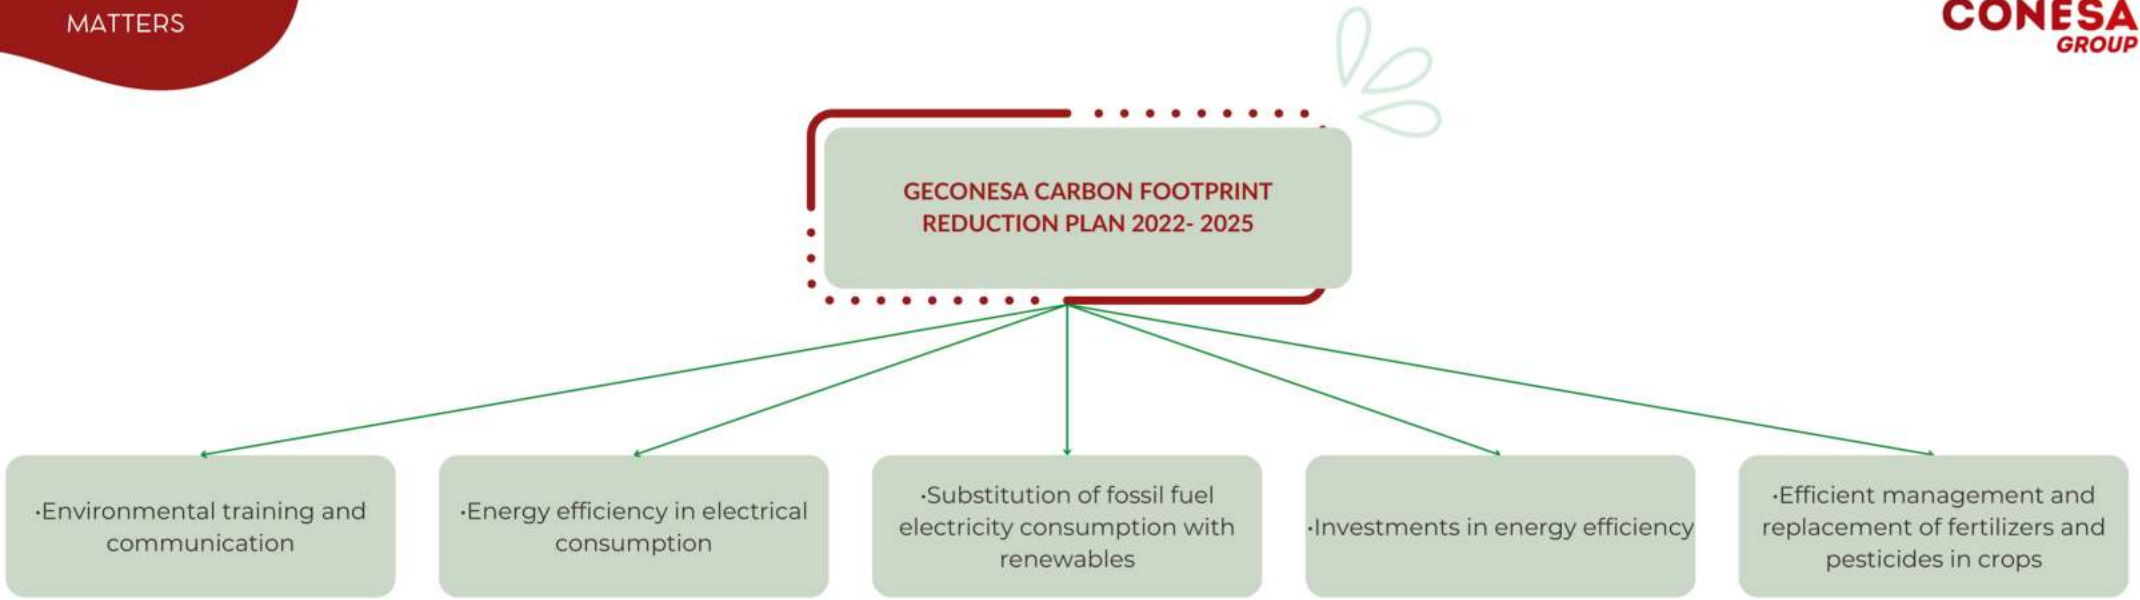 MATTERS
CONESA
GROUP
GECONESA CARBON FOOTPRINT
REDUCTION PLAN 2022- 2025
·Environmental training and
communication
·Energy efficiency in electrical
consumption
·Substitution of fossil fuel
electricity consumption with
renewables
·Investments in energy efficiency
·Efficient management and
replacement of fertilizers and
pesticides in crops